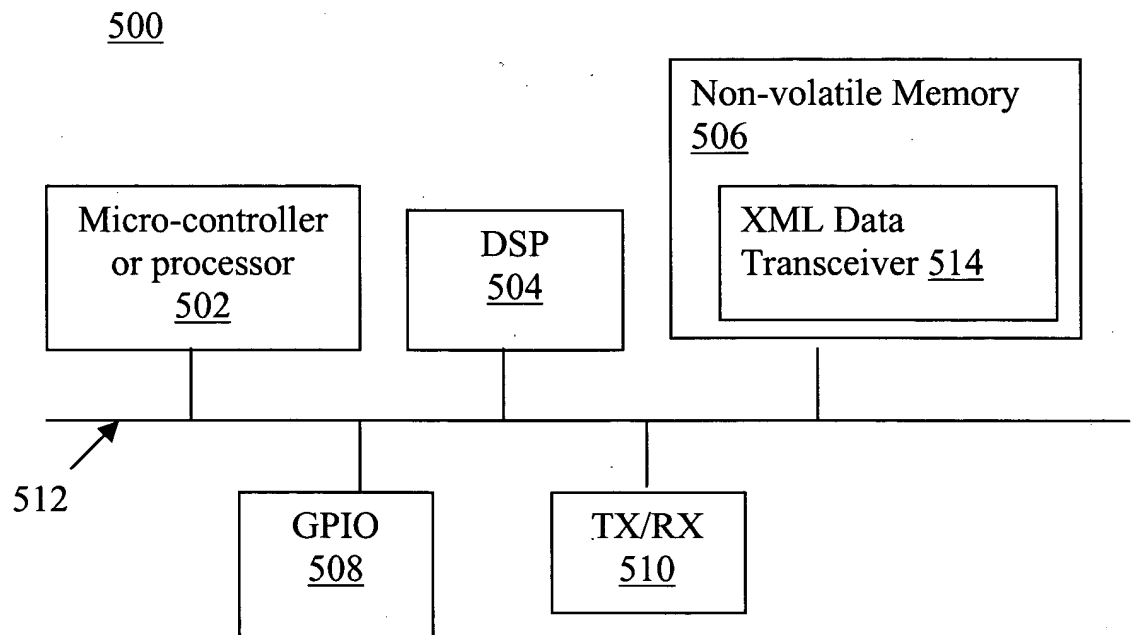 500
Non-volatile Memory
506
XML Data
Transceiver 514
Micro-controller
or processor
502
DSP
504
512
GPIO
508
TX/RX
510